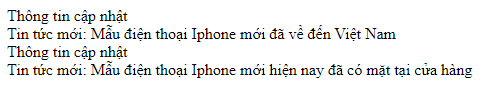 Thông tin cập nhật
Tin tức mới: Mẫu điện thoại Iphone mới đã về đến Việt Nam
Thông tin cập nhật
Tin tức mới: Mẫu điện thoại Iphone mới hiện nay đã có mặt tại cửa hàng